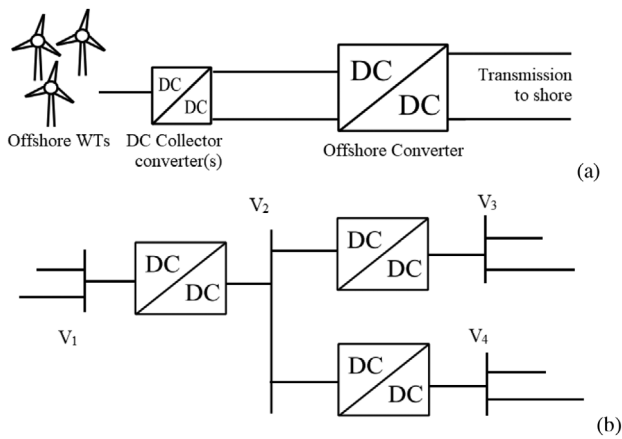 DC
DC
DC
DC
Transmission
to shore
Offshore WTs
DC Collector
converter(s)
Offshore Converter
(a)
V2
V3
DC
DC
DC
DC
V1
V4
DC
DC
(b)